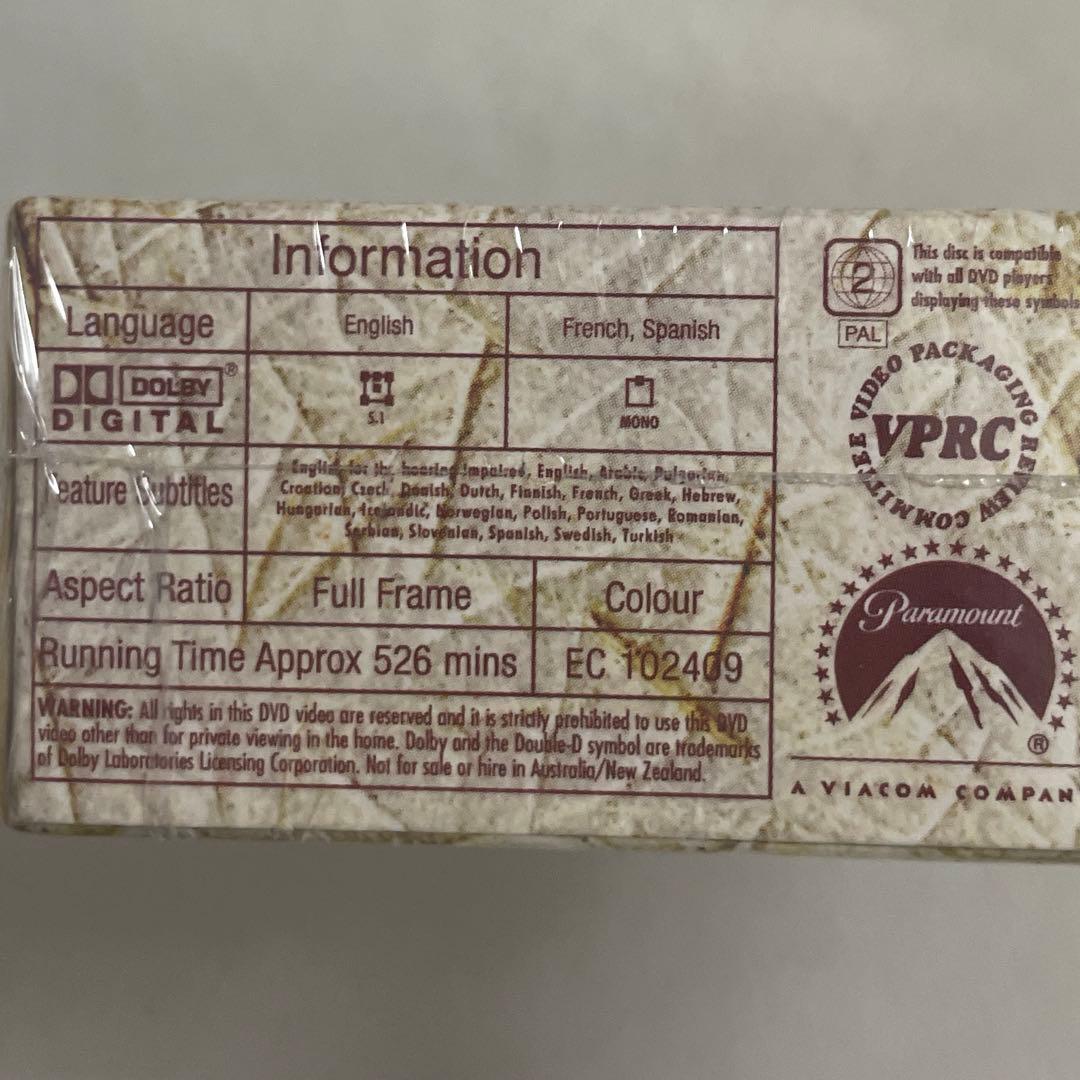 Information
Language English French, Spanish
DOLBY®
DIGITAL 5.1 MONO
Feature Subtitles
English for the hearing impaired, English, Arabic, Bulgarian,
Croatian, Czech, Danish, Dutch, Finnish, French, Greek, Hebrew,
Hungarian, Icelandic, Norwegian, Polish, Portuguese, Romanian,
Serbian, Slovenian, Spanish, Swedish, Turkish
Aspect Ratio Full Frame Colour
Running Time Approx 526 mins EC 102409
WARNING: All rights in this DVD video are reserved and it is strictly prohibited to use this DVD
video other than for private viewing in the home. Dolby and the Double-D symbol are trademarks
of Dolby Laboratories Licensing Corporation. Not for sale or hire in Australia/New Zealand.
2
This disc is compatible
with all DVD players
displaying these symbols
PAL
VIDEO PACKAGING REVIEW COMMITTEE
VPRC
Paramount
®
A VIACOM COMPAN